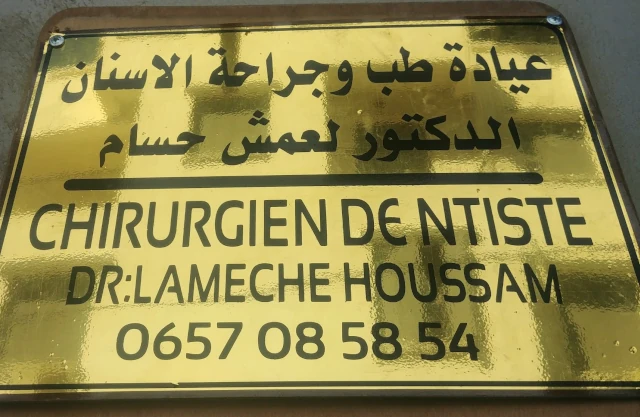 عيادة طب وجراحة الاسنان
الدكتور لعمش حسام
CHIRURGIEN DE NTISTE
DR:LAMECHE HOUSSAM
0657 08 58 54